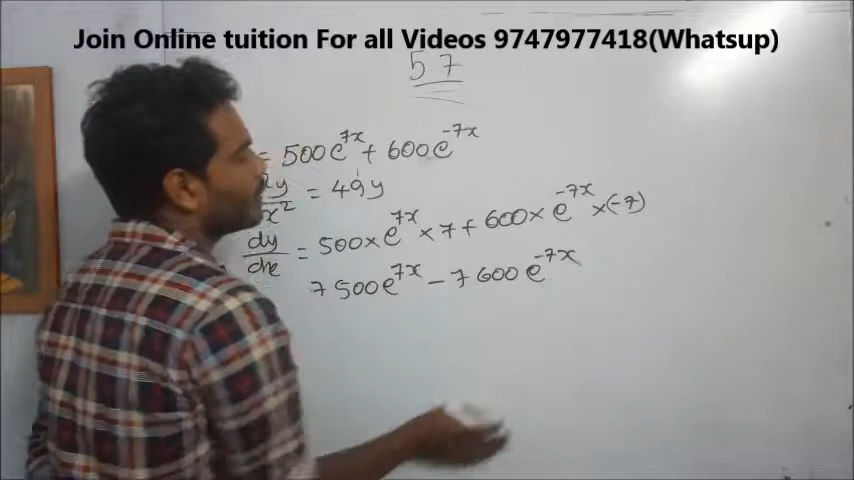 Join Online tuition For all Videos 9747977418(Whatsup)
57
= 500e^7x + 600e^-7x
y/x² = 49y
dy/dx = 500×e^7x ×7 + 600×e^-7x ×(-7)
7 500e^7x - 7 600 e^-7x